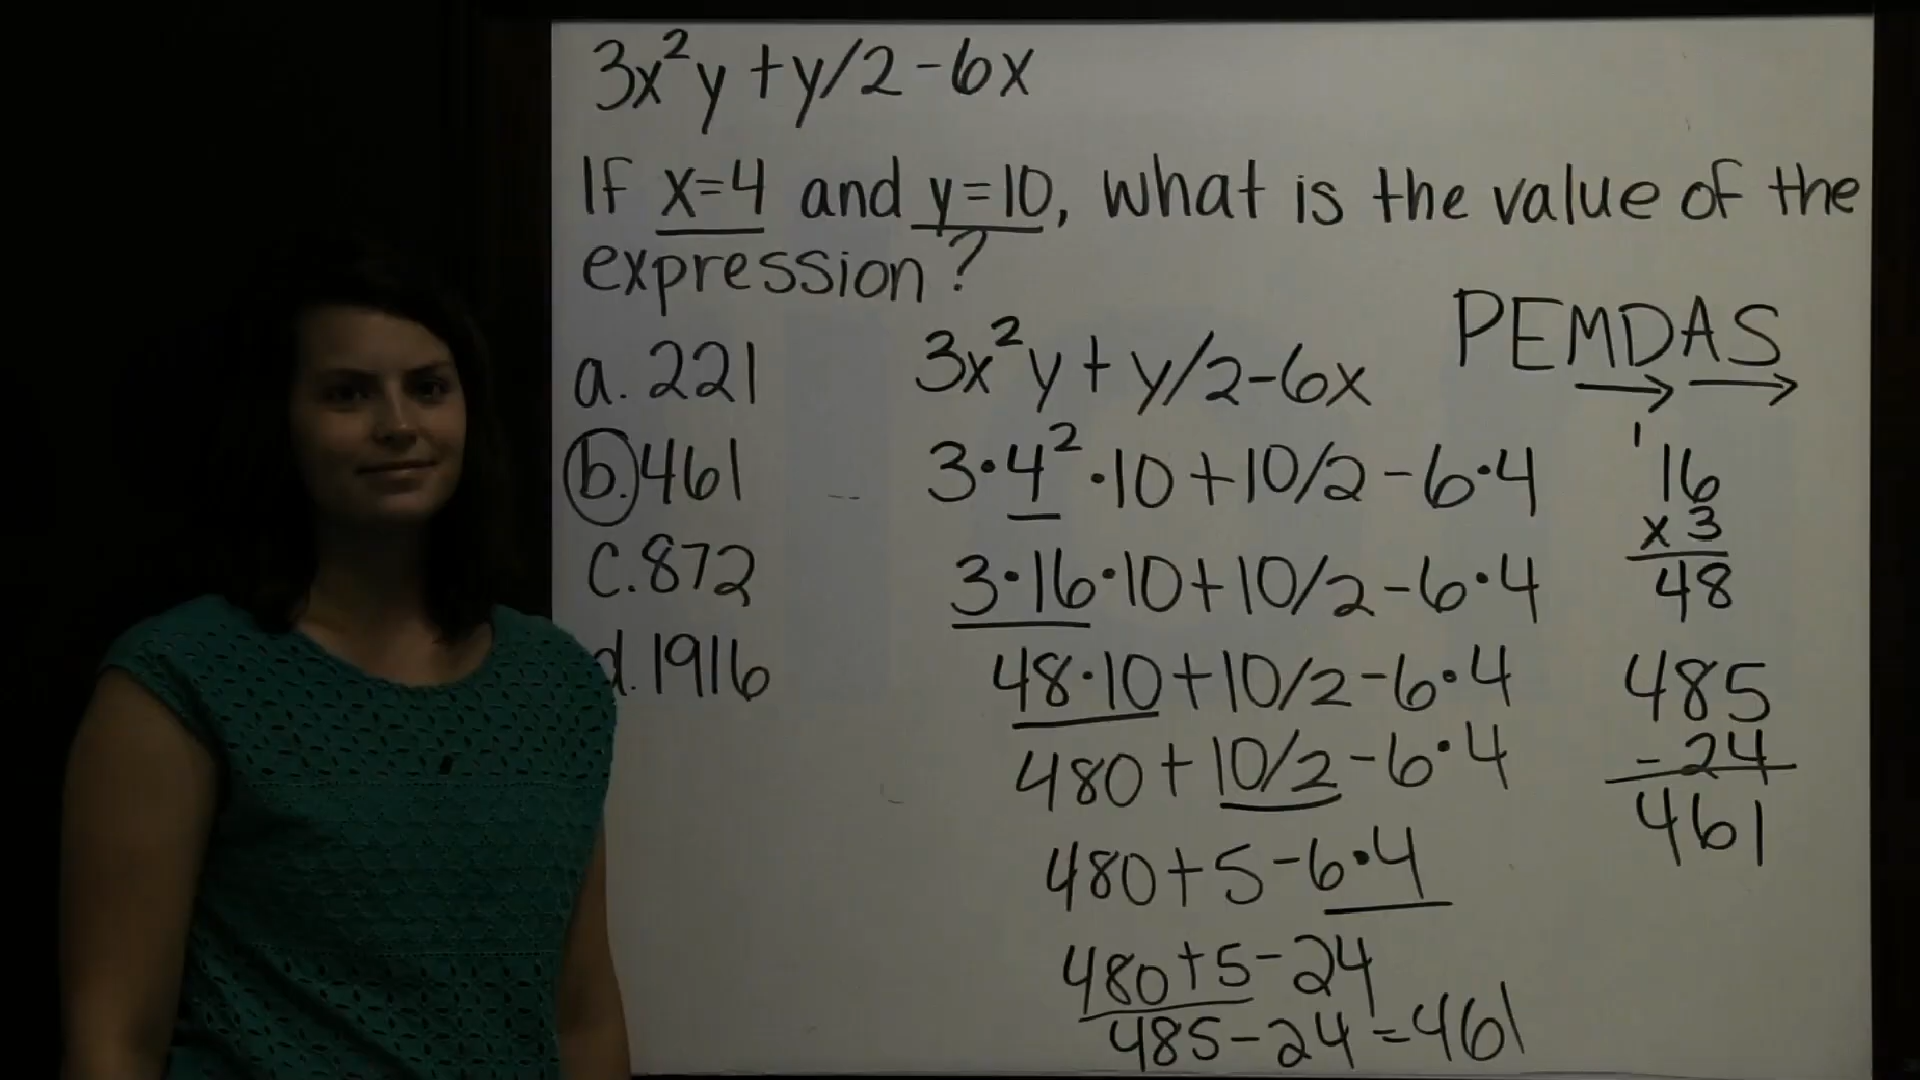 3x²y+y/2-6x
If x=4 and y=10, what is the value of the
expression?
a. 221
b. 461
c. 872
d. 1916
3x²y+y/2-6x
3·4²·10+10/2-6·4
3·16·10+10/2-6·4
48·10+10/2-6·4
480+10/2-6·4
480+5-6·4
480+5-24
485-24=461
PEMDAS
1
16
x3
48
485
-24
461